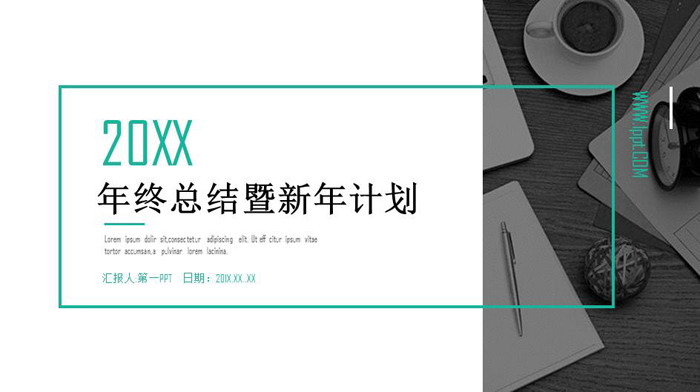 20XX
年终总结暨新年计划
Lorem ipsum dolir sit,consectetur adipiscing elit. Ut eff citur ipsum vitae
tortor accumsan,a pulvinar lorem lacinina.
汇报人:第一PPT 日期：201X.XX.XX
WWW.1ppt.COM